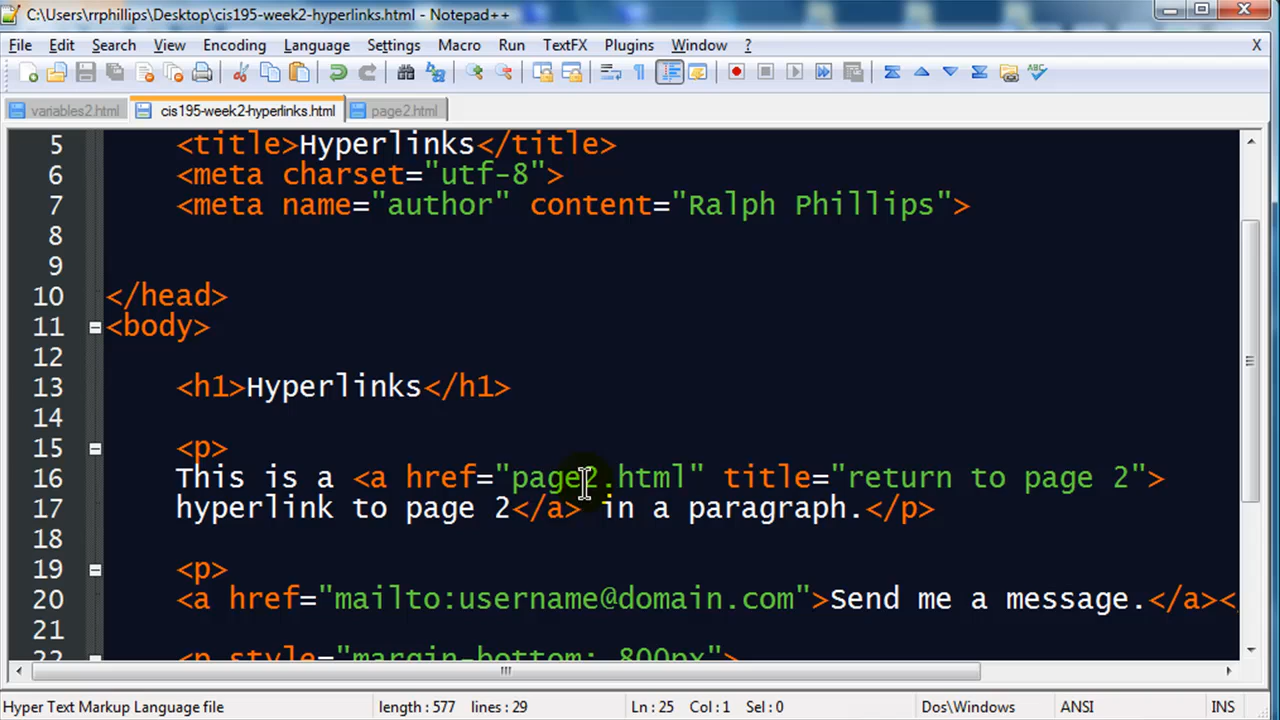 C:\Users\rrphillips\Desktop\cis195-week2-hyperlinks.html - Notepad++
File Edit Search View Encoding Language Settings Macro Run TextFX Plugins Window ? X
variables2.html cis195-week2-hyperlinks.html page2.html
5 <title>Hyperlinks</title>
6 <meta charset="utf-8">
7 <meta name="author" content="Ralph Phillips">
8
9
10 </head>
11 <body>
12
13 <h1>Hyperlinks</h1>
14
15 <p>
16 This is a <a href="page2.html" title="return to page 2">
17 hyperlink to page 2</a> in a paragraph.</p>
18
19 <p>
20 <a href="mailto:username@domain.com">Send me a message.</a><
21
22 <p style="margin-bottom: 800px">
Hyper Text Markup Language file length : 577 lines : 29 Ln : 25 Col : 1 Sel : 0 Dos\Windows ANSI INS